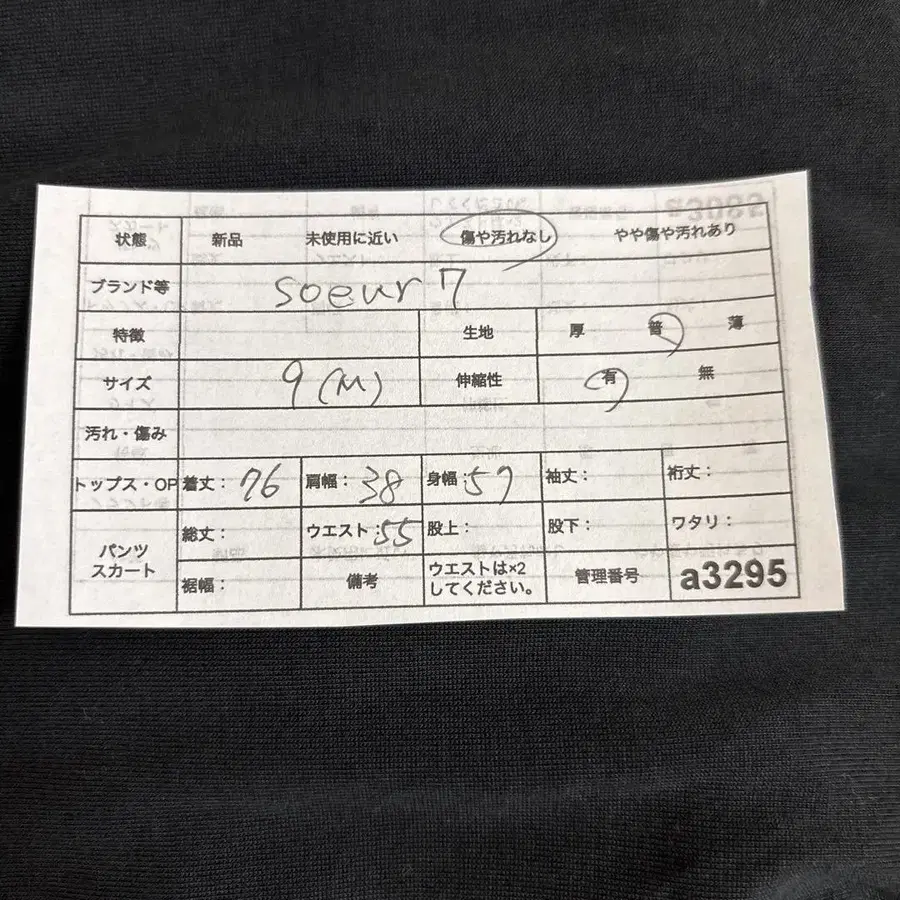 状態 新品 未使用に近い 傷や汚れなし やや傷や汚れあり
ブランド等 soeur 7
特徴 生地 厚 普 薄
サイズ 9 (M) 伸縮性 有 無
汚れ・傷み
トップス・OP 着丈： 76 肩幅： 38 身幅： 57 袖丈： 裄丈：
パンツ スカート
総丈： ウエスト： 55 股上： 股下： ワタリ：
裾幅： 備考 ウエストは×2
してください。 管理番号 a3295